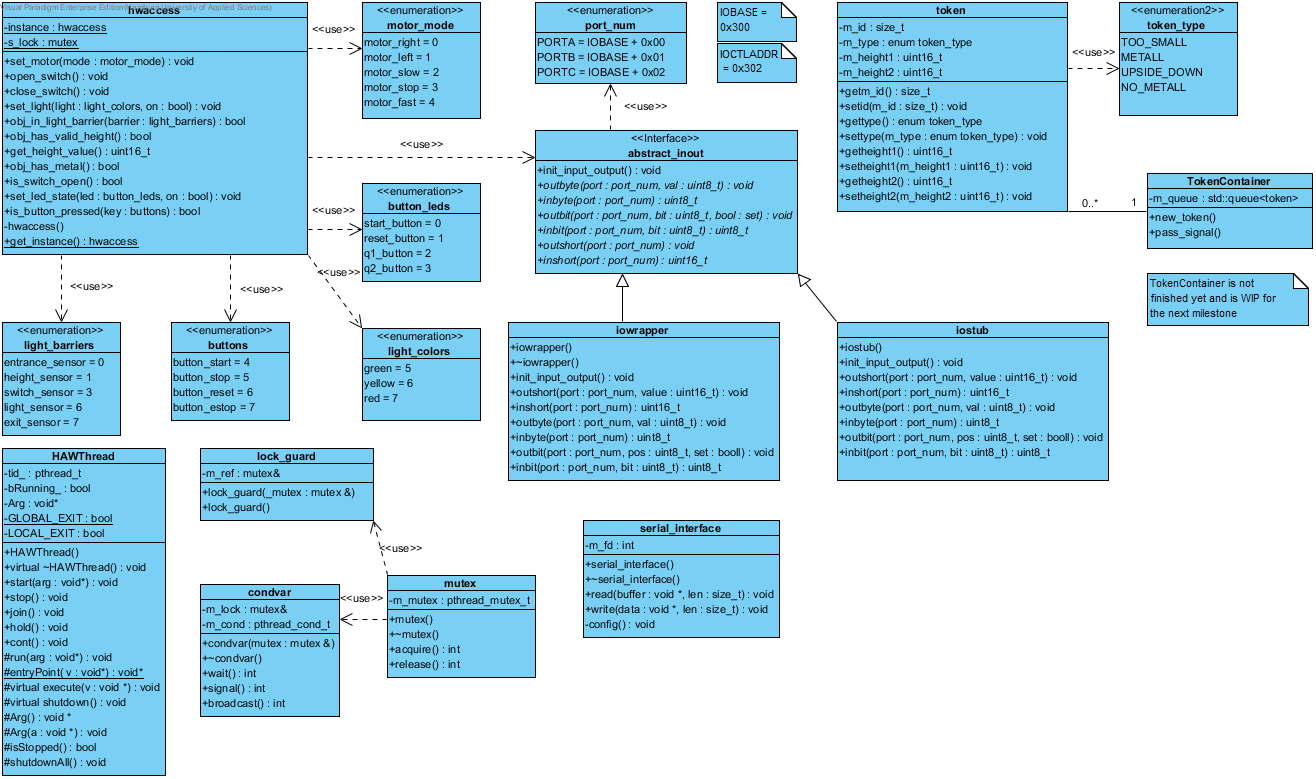 Visual Paradigm Enterprise Edition( University of Applied Sciences)
hwaccess
-instance : hwaccess
-s_lock : mutex
+set_motor(mode : motor_mode) : void
+open_switch() : void
+close_switch() : void
+set_light(light : light_colors, on : bool) : void
+obj_in_light_barrier(barrier : light_barriers) : bool
+obj_has_valid_height() : bool
+get_height_value() : uint16_t
+obj_has_metal() : bool
+is_switch_open() : bool
+set_led_state(led : button_leds, on : bool) : void
+is_button_pressed(key : buttons) : bool
-hwaccess()
+get_instance() : hwaccess
<<use>>
<<enumeration>>
motor_mode
motor_right = 0
motor_left = 1
motor_slow = 2
motor_stop = 3
motor_fast = 4
<<enumeration>>
port_num
PORTA = IOBASE + 0x00
PORTB = IOBASE + 0x01
PORTC = IOBASE + 0x02
IOBASE =
0x300
IOCTLADDR
= 0x302
<<use>>
token
-m_id : size_t
-m_type : enum token_type
-m_height1 : uint16_t
-m_height2 : uint16_t
+getm_id() : size_t
+setid(m_id : size_t) : void
+gettype() : enum token_type
+settype(m_type : enum token_type) : void
+getheight1() : uint16_t
+setheight1(m_height1 : uint16_t) : void
+getheight2() : uint16_t
+setheight2(m_height2 : uint16_t) : void
<<use>>
<<enumeration2>>
token_type
TOO_SMALL
METALL
UPSIDE_DOWN
NO_METALL
0..*
1
TokenContainer
-m_queue : std::queue<token>
+new_token()
+pass_signal()
TokenContainer is not
finished yet and is WIP for
the next milestone
<<use>>
<<Interface>>
abstract_inout
+init_input_output() : void
+outbyte(port : port_num, val : uint8_t) : void
+inbyte(port : port_num) : uint8_t
+outbit(port : port_num, bit : uint8_t, bool : set) : void
+inbit(port : port_num, bit : uint8_t) : uint8_t
+outshort(port : port_num) : void
+inshort(port : port_num) : uint16_t
<<use>>
<<enumeration>>
button_leds
start_button = 0
reset_button = 1
q1_button = 2
q2_button = 3
<<use>>
<<use>>
<<use>>
<<enumeration>>
light_barriers
entrance_sensor = 0
height_sensor = 1
switch_sensor = 3
light_sensor = 6
exit_sensor = 7
<<enumeration>>
buttons
button_start = 4
button_stop = 5
button_reset = 6
button_estop = 7
<<enumeration>>
light_colors
green = 5
yellow = 6
red = 7
iowrapper
+iowrapper()
+~iowrapper()
+init_input_output() : void
+outshort(port : port_num, value : uint16_t) : void
+inshort(port : port_num) : uint16_t
+outbyte(port : port_num, val : uint8_t) : void
+inbyte(port : port_num) : uint8_t
+outbit(port : port_num, pos : uint8_t, set : booll) : void
+inbit(port : port_num, bit : uint8_t) : uint8_t
iostub
+iostub()
+init_input_output() : void
+outshort(port : port_num, value : uint16_t) : void
+inshort(port : port_num) : uint16_t
+outbyte(port : port_num, val : uint8_t) : void
+inbyte(port : port_num) : uint8_t
+outbit(port : port_num, pos : uint8_t, set : booll) : void
+inbit(port : port_num, bit : uint8_t) : uint8_t
HAWThread
-tid_ : pthread_t
-bRunning_ : bool
-Arg : void*
-GLOBAL_EXIT : bool
-LOCAL_EXIT : bool
+HAWThread()
+virtual ~HAWThread() : void
+start(arg : void*) : void
+stop() : void
+join() : void
+hold() : void
+cont() : void
#run(arg : void*) : void
#entryPoint( v : void*) : void*
#virtual execute(v : void *) : void
#virtual shutdown() : void
#Arg() : void *
#Arg(a : void *) : void
#isStopped() : bool
#shutdownAll() : void
lock_guard
-m_ref : mutex&
+lock_guard(_mutex : mutex &)
+lock_guard()
<<use>>
condvar
-m_lock : mutex&
-m_cond : pthread_cond_t
+condvar(mutex : mutex &)
+~condvar()
+wait() : int
+signal() : int
+broadcast() : int
<<use>>
mutex
-m_mutex : pthread_mutex_t
+mutex()
+~mutex()
+acquire() : int
+release() : int
serial_interface
-m_fd : int
+serial_interface()
+~serial_interface()
+read(buffer : void *, len : size_t) : void
+write(data : void *, len : size_t) : void
-config() : void